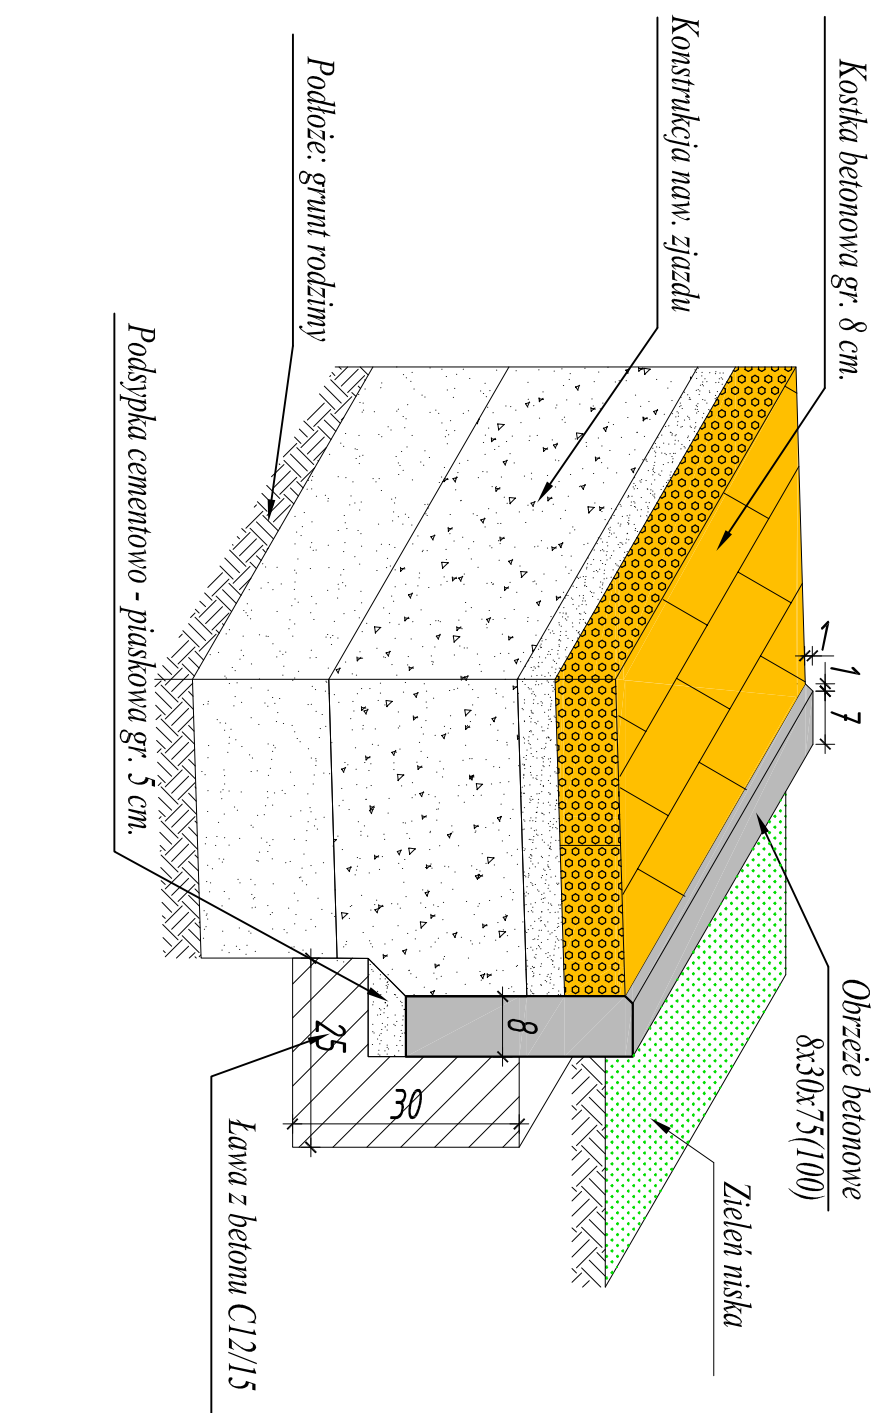 Kostka betonowa gr. 8 cm.
Konstrukcja naw. zjazdu
Podłoże: grunt rodzimy
Podsypka cementowo - piaskowa gr. 5 cm.
1
1
7
Obrzeże betonowe
8x30x75(100)
8
25
30
Zieleń niska
Ława z betonu C12/15